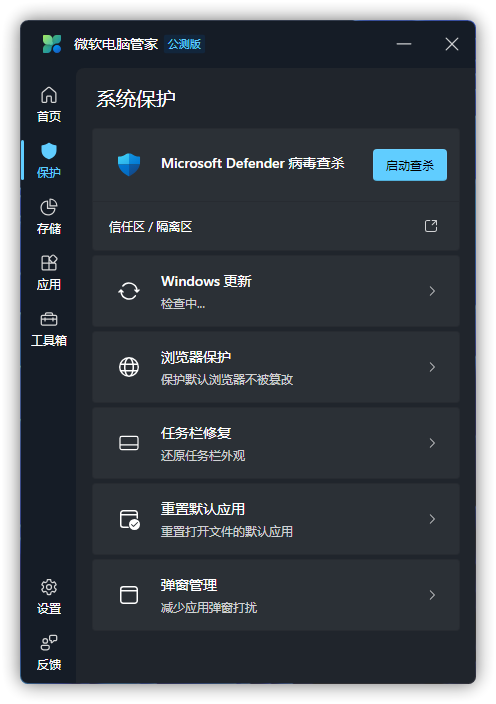 微软电脑管家 公测版
首页
保护
存储
应用
工具箱
设置
反馈
系统保护
Microsoft Defender 病毒查杀
启动查杀
信任区 / 隔离区
Windows 更新
检查中...
浏览器保护
保护默认浏览器不被篡改
任务栏修复
还原任务栏外观
重置默认应用
重置打开文件的默认应用
弹窗管理
减少应用弹窗打扰